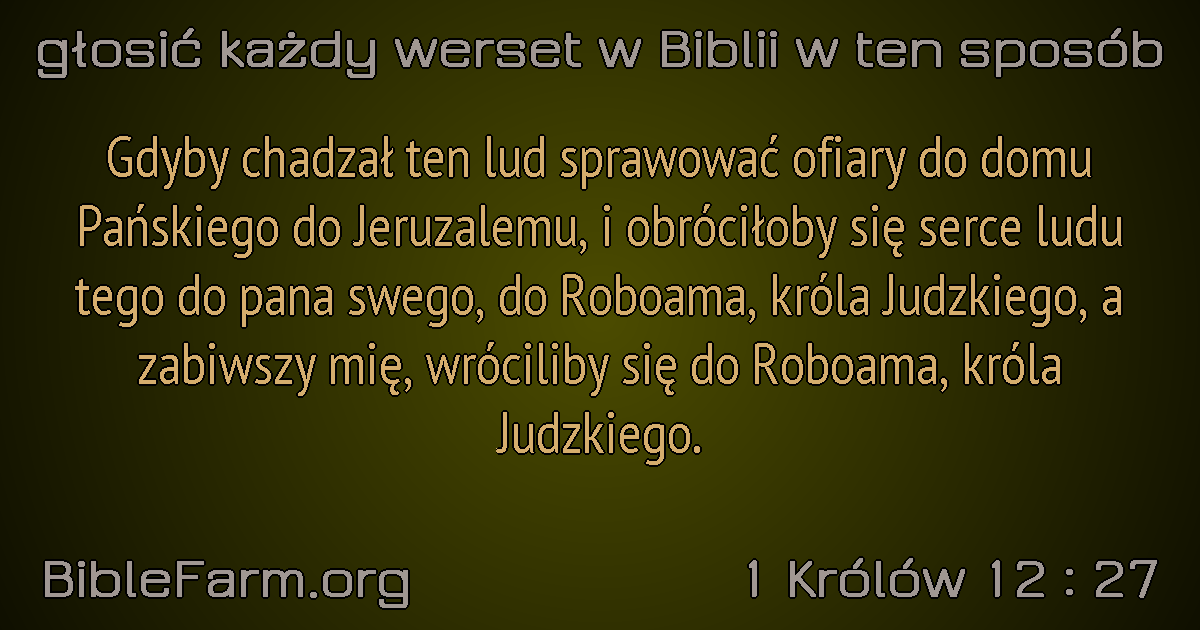 głosić każdy werset w Biblii w ten sposób
Gdyby chadzał ten lud sprawować ofiary do domu
Pańskiego do Jeruzalemu, i obróciłoby się serce ludu
tego do pana swego, do Roboama, króla Judzkiego, a
zabiwszy mię, wróciliby się do Roboama, króla
Judzkiego.
BibleFarm.org
1 Królów 12 : 27